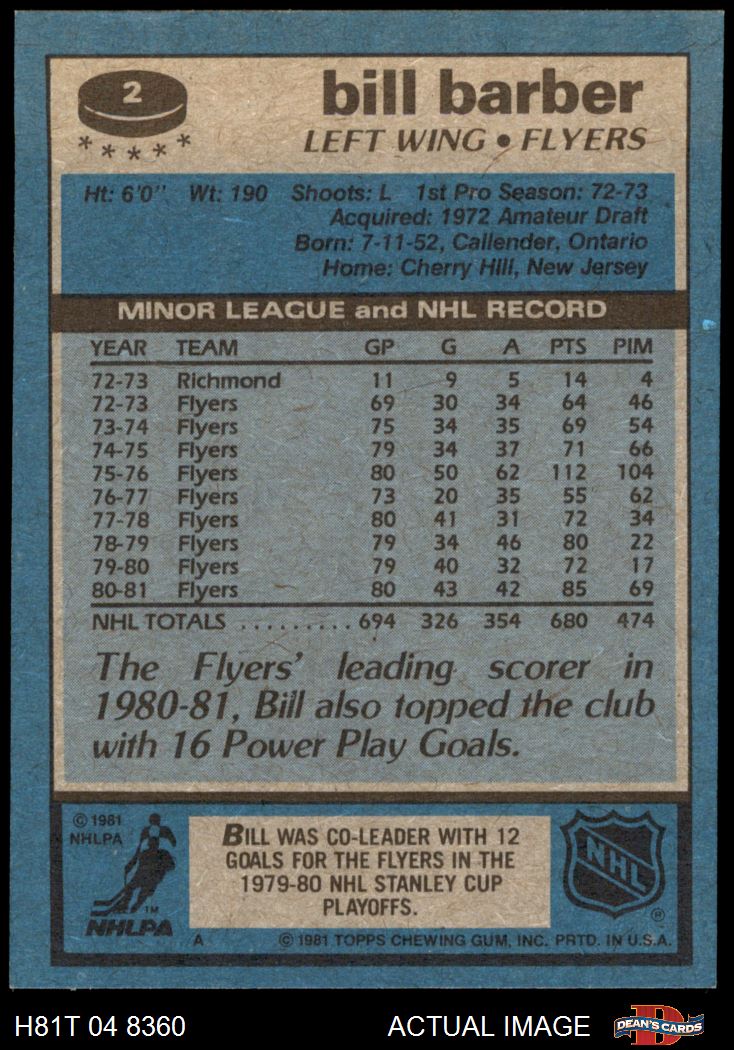 2
bill barber
LEFT WING • FLYERS
Ht: 6'0" Wt: 190 Shoots: L 1st Pro Season: 72-73
Acquired: 1972 Amateur Draft
Born: 7-11-52, Callender, Ontario
Home: Cherry Hill, New Jersey
MINOR LEAGUE and NHL RECORD
YEAR TEAM GP G A PTS PIM
72-73 Richmond 11 9 5 14 4
72-73 Flyers 69 30 34 64 46
73-74 Flyers 75 34 35 69 54
74-75 Flyers 79 34 37 71 66
75-76 Flyers 80 50 62 112 104
76-77 Flyers 73 20 35 55 62
77-78 Flyers 80 41 31 72 34
78-79 Flyers 79 34 46 80 22
79-80 Flyers 79 40 32 72 17
80-81 Flyers 80 43 42 85 69
NHL TOTALS ......... 694 326 354 680 474
The Flyers' leading scorer in
1980-81, Bill also topped the club
with 16 Power Play Goals.
© 1981
NHLPA
TM
NHLPA
BILL WAS CO-LEADER WITH 12
GOALS FOR THE FLYERS IN THE
1979-80 NHL STANLEY CUP
PLAYOFFS.
NHL
®
A © 1981 TOPPS CHEWING GUM, INC. PRTD. IN U.S.A.
H81T 04 8360 ACTUAL IMAGE
D
DEAN'S CARDS